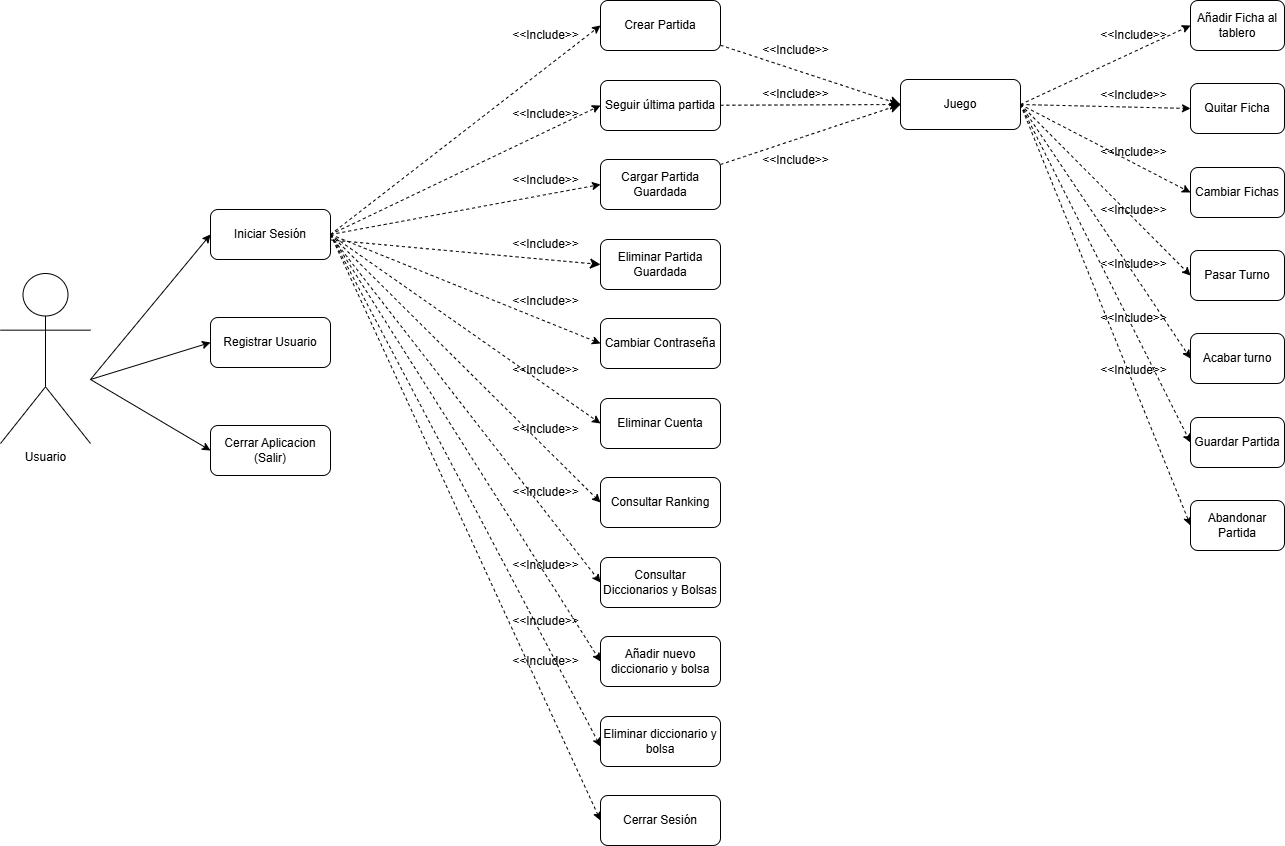 Usuario
Iniciar Sesión
Registrar Usuario
Cerrar Aplicacion
(Salir)
<<Include>>
<<Include>>
<<Include>>
<<Include>>
<<Include>>
<<Include>>
<<Include>>
<<Include>>
<<Include>>
<<Include>>
<<Include>>
Crear Partida
Seguir última partida
Cargar Partida
Guardada
Eliminar Partida
Guardada
Cambiar Contraseña
Eliminar Cuenta
Consultar Ranking
Consultar
Diccionarios y Bolsas
Añadir nuevo
diccionario y bolsa
Eliminar diccionario y
bolsa
Cerrar Sesión
<<Include>>
<<Include>>
<<Include>>
Juego
<<Include>>
<<Include>>
<<Include>>
<<Include>>
<<Include>>
<<Include>>
<<Include>>
Añadir Ficha al
tablero
Quitar Ficha
Cambiar Fichas
Pasar Turno
Acabar turno
Guardar Partida
Abandonar
Partida